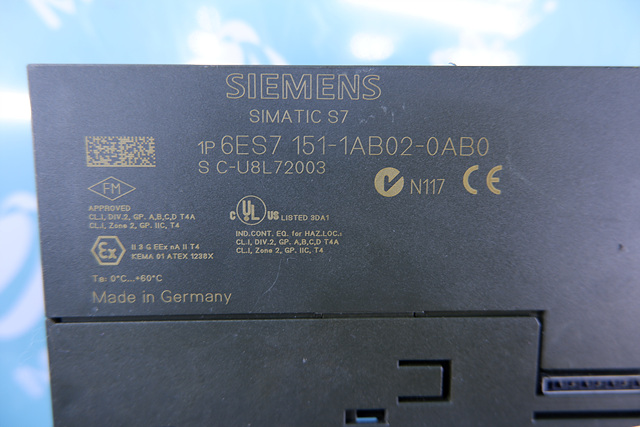 SIEMENS
SIMATIC S7
1P 6ES7 151-1AB02-0AB0
S C-U8L72003
N117 CE
FM
APPROVED
CL.I, DIV.2, GP. A,B,C,D T4A
CL.I, Zone 2, GP. IIC, T4
C UL US LISTED 3DA1
IND.CONT. EQ. for HAZ.LOC.:
CL.I, DIV.2, GP. A,B,C,D T4A
CL.I, Zone 2, GP. IIC, T4
Ex
II 3 G EEx nA II T4
KEMA 01 ATEX 1238X
Ta: 0°C...+60°C
Made in Germany